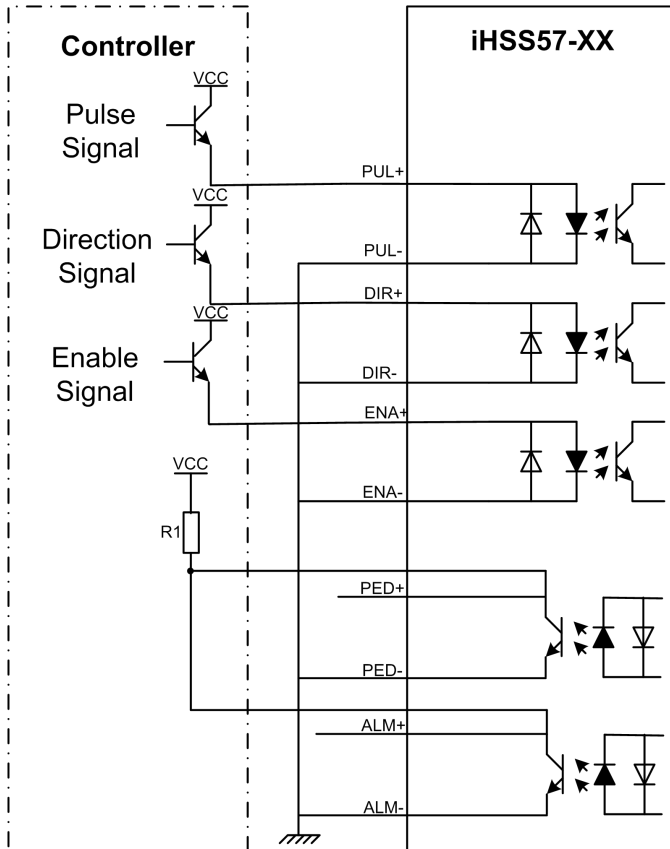 Controller
iHSS57-XX
VCC
Pulse
Signal
PUL+
VCC
Direction
Signal
PUL-
DIR+
VCC
Enable
Signal
DIR-
ENA+
VCC
ENA-
R1
PED+
PED-
ALM+
ALM-